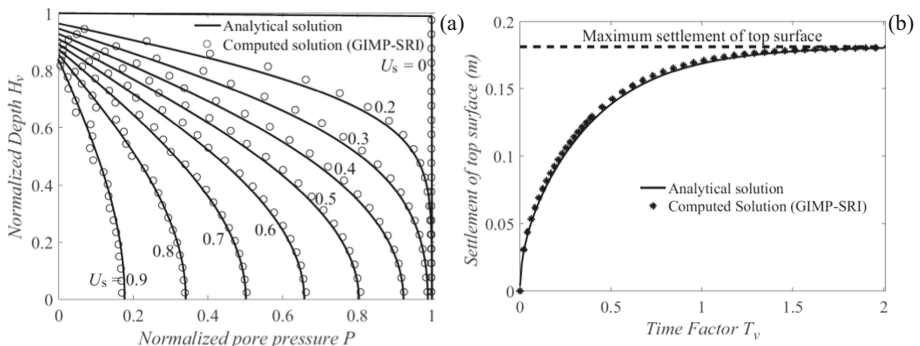 (a)
Analytical solution
Computed solution (GIMP-SRI)
Us = 0
0.2
0.3
0.4
0.5
0.6
0.7
0.8
Us = 0.9
1
0.8
0.6
0.4
0.2
0
0
0.2
0.4
0.6
0.8
1
Normalized Depth Hv
Normalized pore pressure P
(b)
Maximum settlement of top surface
Analytical solution
Computed Solution (GIMP-SRI)
0.2
0.15
0.1
0.05
0
0
0.5
1
1.5
2
Settlement of top surface (m)
Time Factor Tv